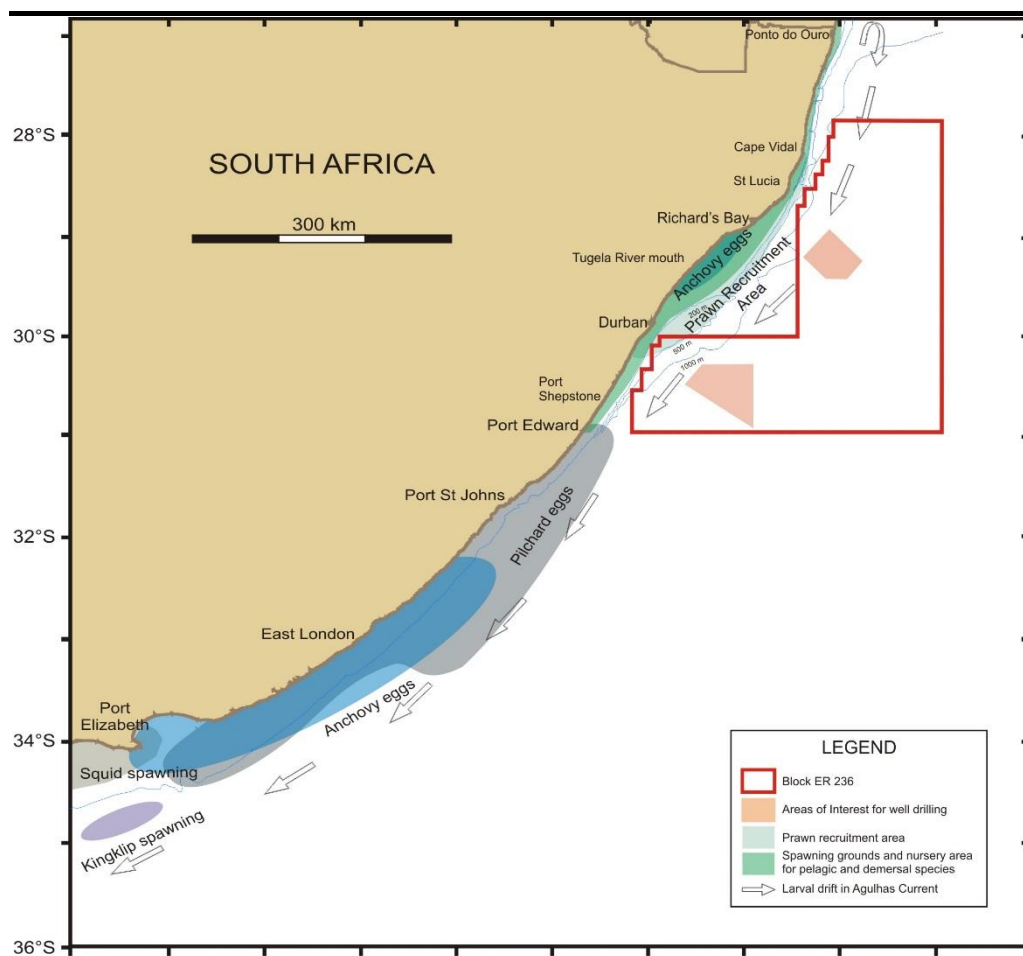 Ponto do Ouro
28°S
Cape Vidal
SOUTH AFRICA
St Lucia
300 km
Richard's Bay
Tugela River mouth
Anchovy eggs
Prawn Recruitment
Area
200 m
Durban
30°S
500 m
1000 m
Port
Shepstone
Port Edward
Port St Johns
Pilchard eggs
32°S
East London
Anchovy eggs
Port
Elizabeth
34°S
Squid spawning
Kingklip spawning
LEGEND
Block ER 236
Areas of Interest for well drilling
Prawn recruitment area
Spawning grounds and nursery area
for pelagic and demersal species
Larval drift in Agulhas Current
36°S